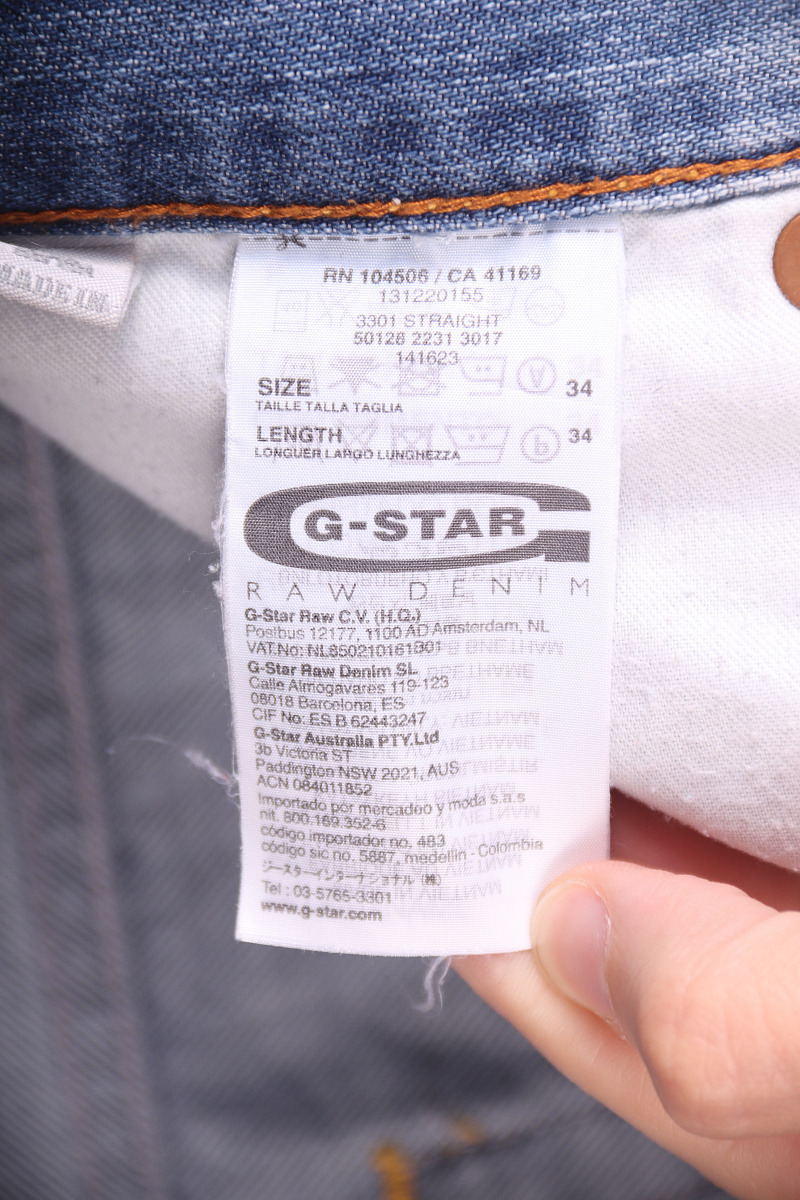 MADE IN
RN 104506 / CA 41169
131220155
3301 STRAIGHT
50128 2231 3017
141623
SIZE 34
TAILLE TALLA TAGLIA
LENGTH 34
LONGUER LARGO LUNGHEZZA
G-STAR
RAW DENIM
G-Star Raw C.V. (H.Q.)
Postbus 12177, 1100 AD Amsterdam, NL
VAT No: NL850210161B01
G-Star Raw Denim SL
Calle Almogavares 119-123
08018 Barcelona, ES
CIF No: ES B 62443247
G-Star Australia PTY.Ltd
3b Victoria ST
Paddington NSW 2021, AUS
ACN 084011852
Importado por mercadeo y moda s.a.s
nit. 800.169.352-6
código importador no. 483
código sic no. 5887, medellin - Colombia
ジースターインターナショナル (株)
Tel : 03-5765-3301
www.g-star.com